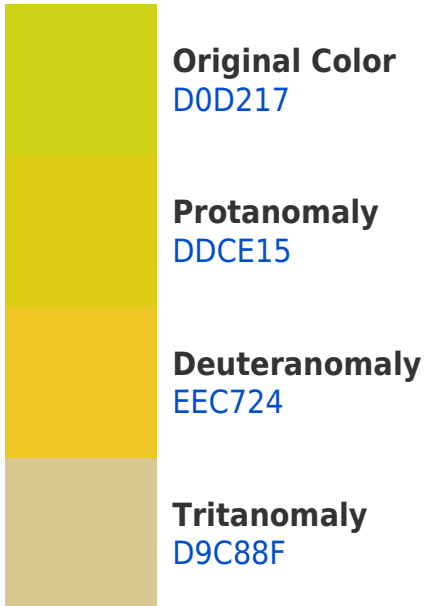 Original Color
D0D217
Protanomaly
DDCE15
Deuteranomaly
EEC724
Tritanomaly
D9C88F